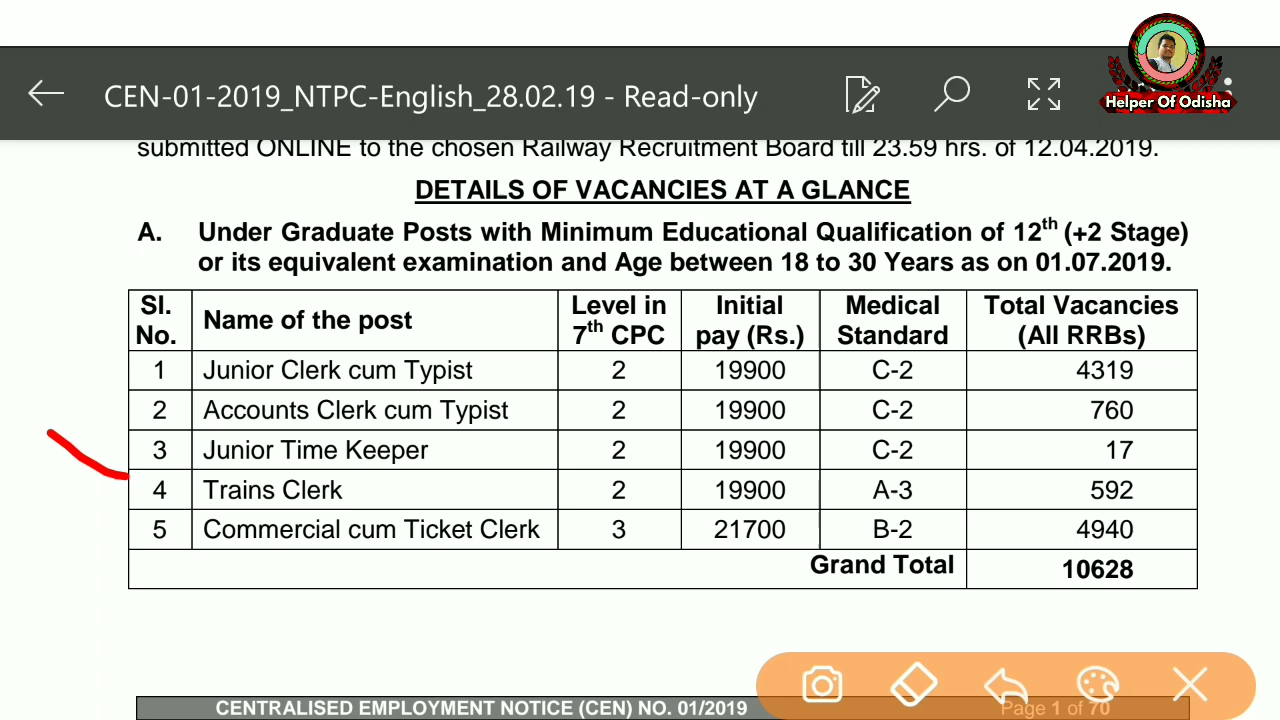 CEN-01-2019_NTPC-English_28.02.19 - Read-only
Helper Of Odisha
submitted ONLINE to the chosen Railway Recruitment Board till 23.59 hrs. of 12.04.2019.
DETAILS OF VACANCIES AT A GLANCE
A. Under Graduate Posts with Minimum Educational Qualification of 12th (+2 Stage)
or its equivalent examination and Age between 18 to 30 Years as on 01.07.2019.
Sl. No. Name of the post Level in 7th CPC Initial pay (Rs.) Medical Standard Total Vacancies (All RRBs)
1 Junior Clerk cum Typist 2 19900 C-2 4319
2 Accounts Clerk cum Typist 2 19900 C-2 760
3 Junior Time Keeper 2 19900 C-2 17
4 Trains Clerk 2 19900 A-3 592
5 Commercial cum Ticket Clerk 3 21700 B-2 4940
Grand Total 10628
CENTRALISED EMPLOYMENT NOTICE (CEN) NO. 01/2019 Page 1 of 70